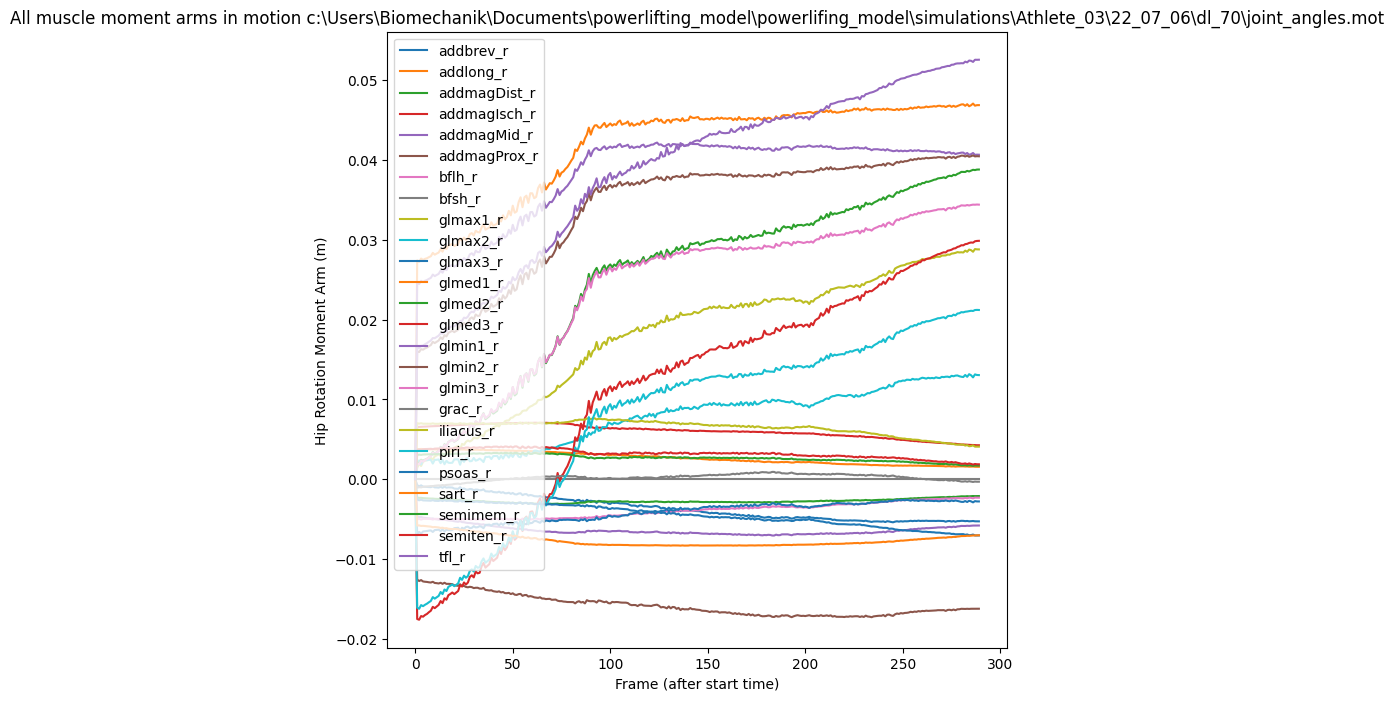 All muscle moment arms in motion c:\Users\Biomechanik\Documents\powerlifting_model\powerlifing_model\simulations\Athlete_03\22_07_06\dl_70\joint_angles.mot
addbrev_r
addlong_r
addmagDist_r
addmagIsch_r
addmagMid_r
addmagProx_r
bflh_r
bfsh_r
glmax1_r
glmax2_r
glmax3_r
glmed1_r
glmed2_r
glmed3_r
glmin1_r
glmin2_r
glmin3_r
grac_r
iliacus_r
piri_r
psoas_r
sart_r
semimem_r
semiten_r
tfl_r
0.05
0.04
0.03
0.02
0.01
0.00
−0.01
−0.02
Hip Rotation Moment Arm (m)
0
50
100
150
200
250
300
Frame (after start time)